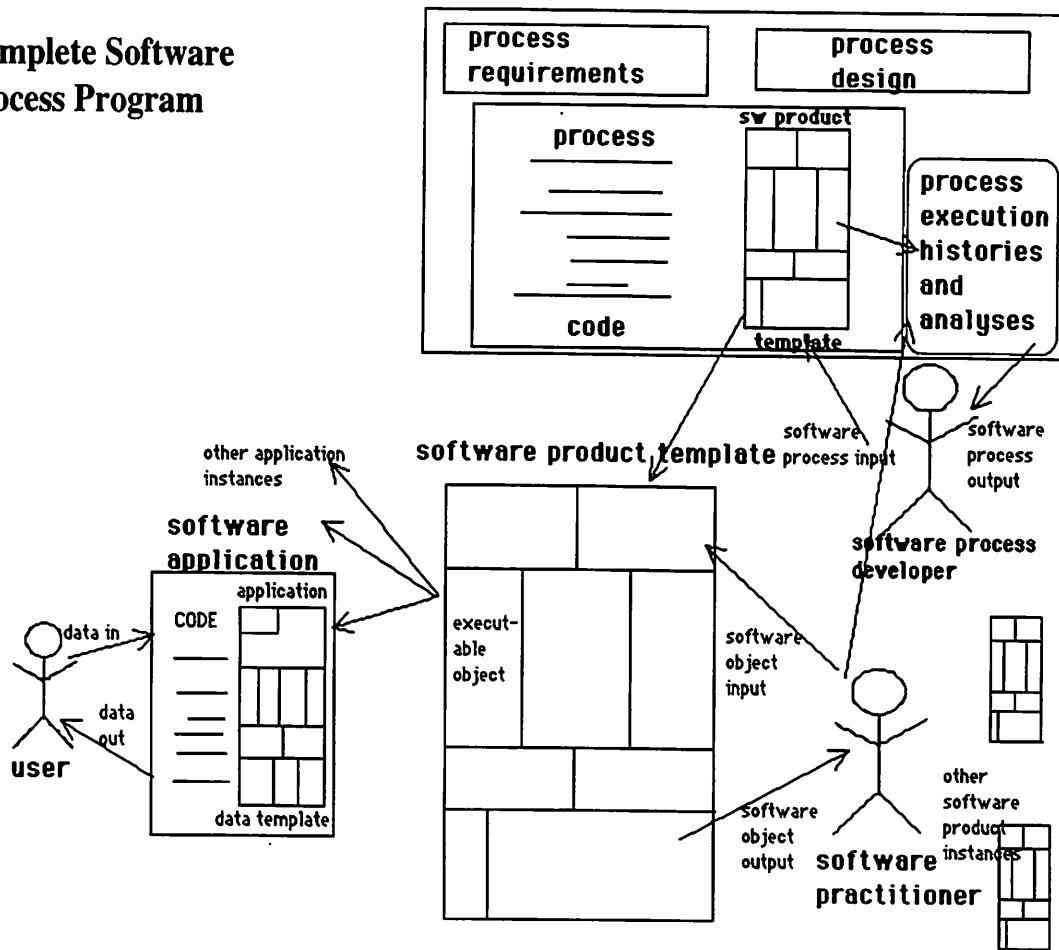 mplete Software
ocess Program
process
requirements
process
design
process
code
sw product
template
process
execution
histories
and
analyses
software
process input
software
process
output
software process
developer
other application
instances
software product template
software
application
application
CODE
data template
data in
data
out
user
execut-
able
object
software
object
input
software
object
output
software
practitioner
other
software
product
instances